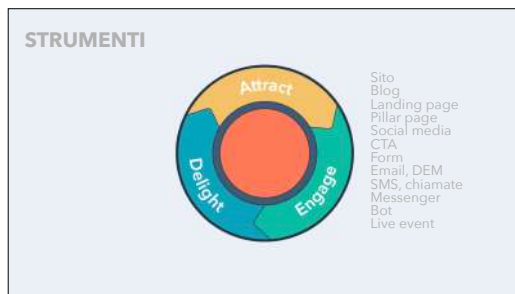 STRUMENTI
Attract
Engage
Delight
Sito
Blog
Landing page
Pillar page
Social media
CTA
Form
Email, DEM
SMS, chiamate
Messenger
Bot
Live event